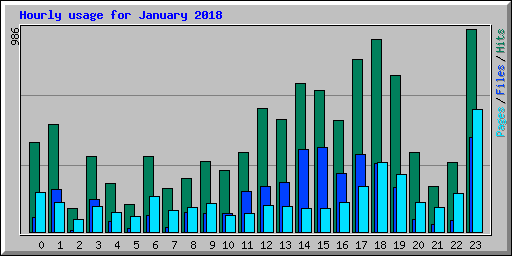 Hourly usage for January 2018
986
Pages/Files/Hits
0 1 2 3 4 5 6 7 8 9 10 11 12 13 14 15 16 17 18 19 20 21 22 23